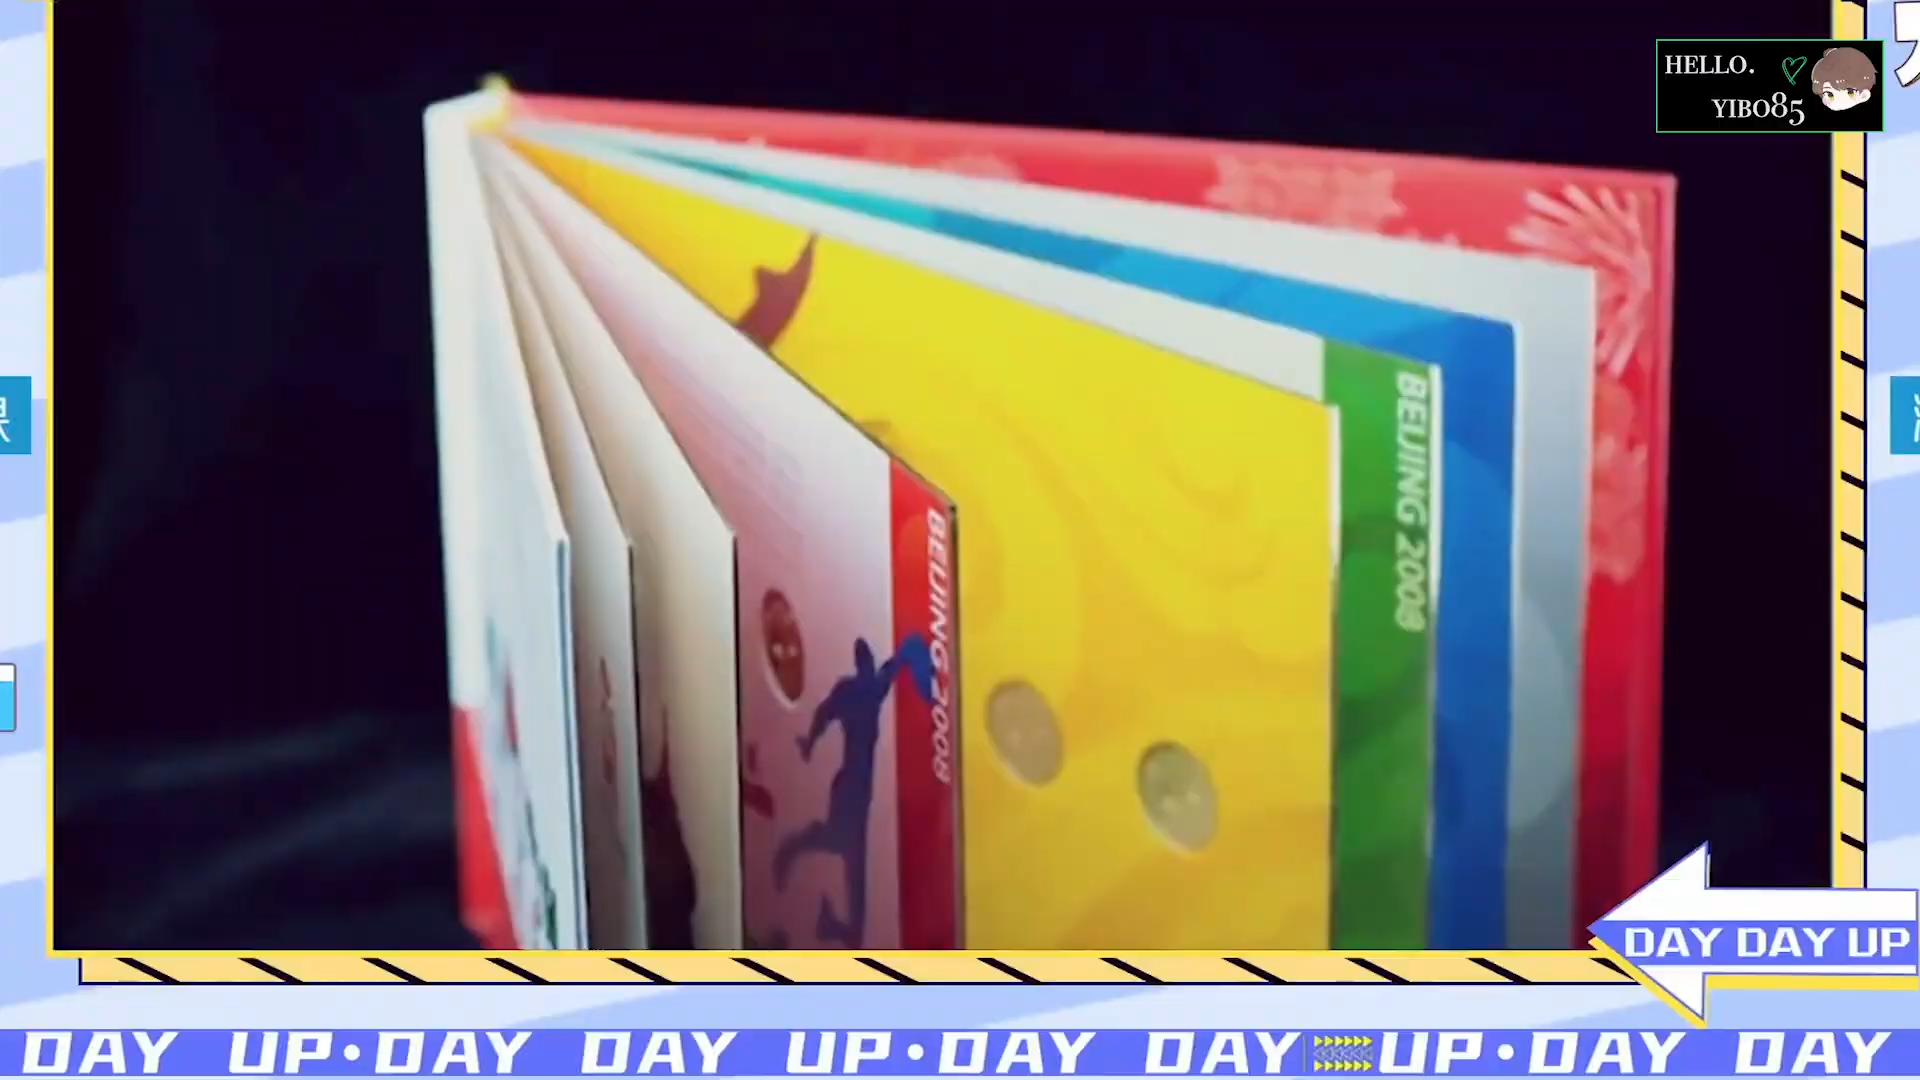 HELLO.
YIBO85
BEIJING 2008
BEIJING 2008
DAY DAY UP
DAY UP•DAY DAY UP•DAY DAY UP•DAY DAY